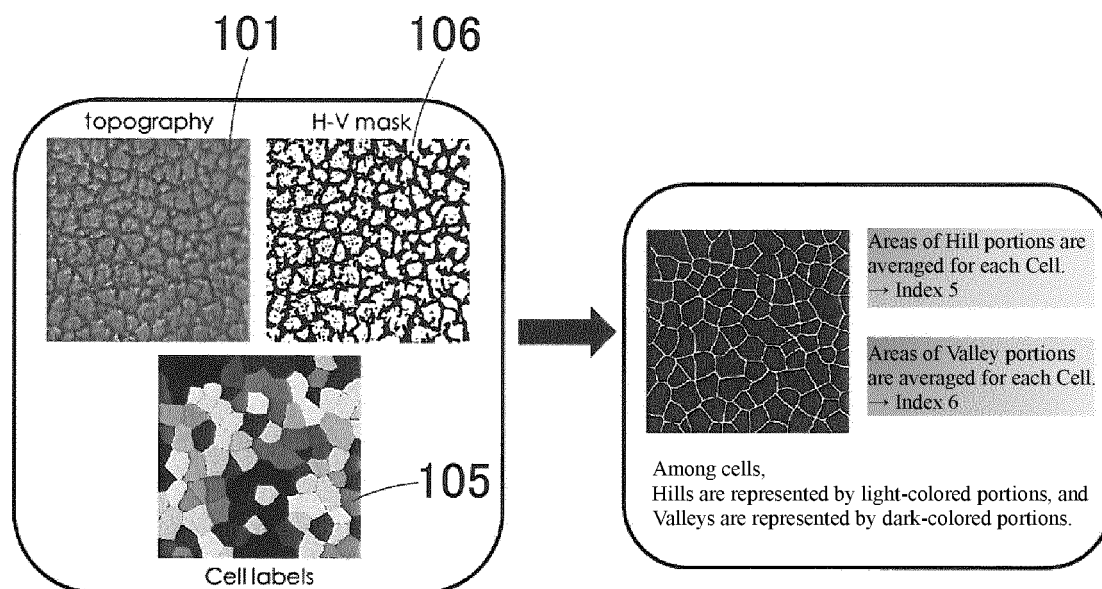 101
106
topography
H-V mask
105
Cell labels
Areas of Hill portions are
averaged for each Cell.
→ Index 5
Areas of Valley portions
are averaged for each Cell.
→ Index 6
Among cells,
Hills are represented by light-colored portions, and
Valleys are represented by dark-colored portions.